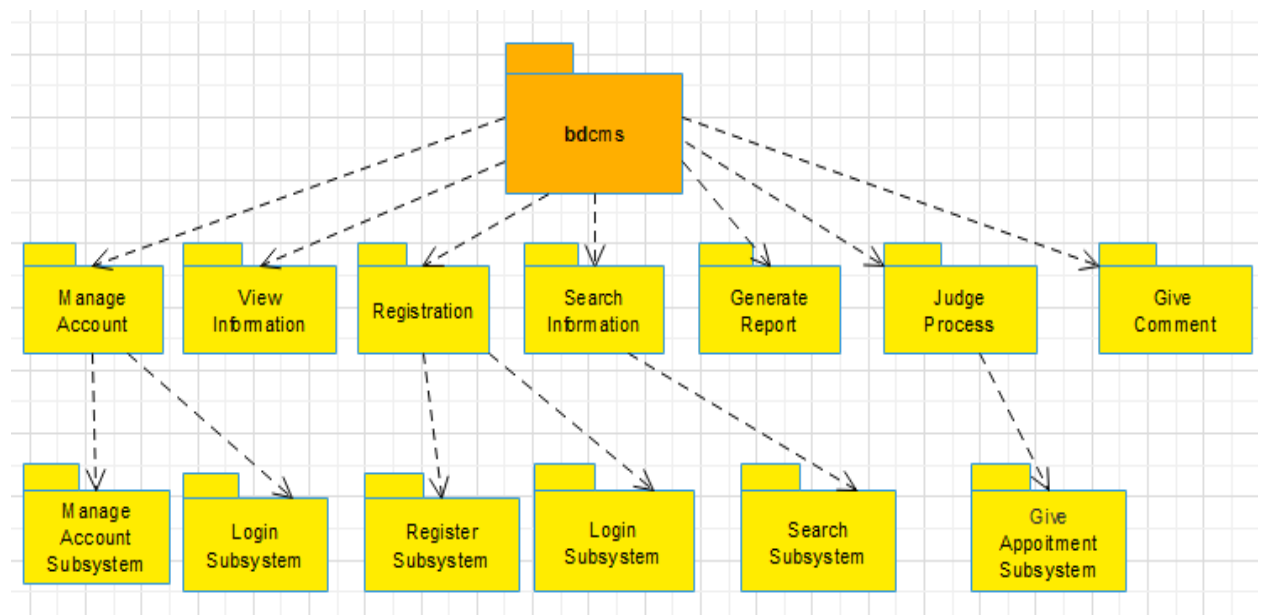 bdcms
Manage
Account
View
Information
Registration
Search
Information
Generate
Report
Judge
Process
Give
Comment
Manage
Account
Subsystem
Login
Subsystem
Register
Subsystem
Login
Subsystem
Search
Subsystem
Give
Appoitment
Subsystem